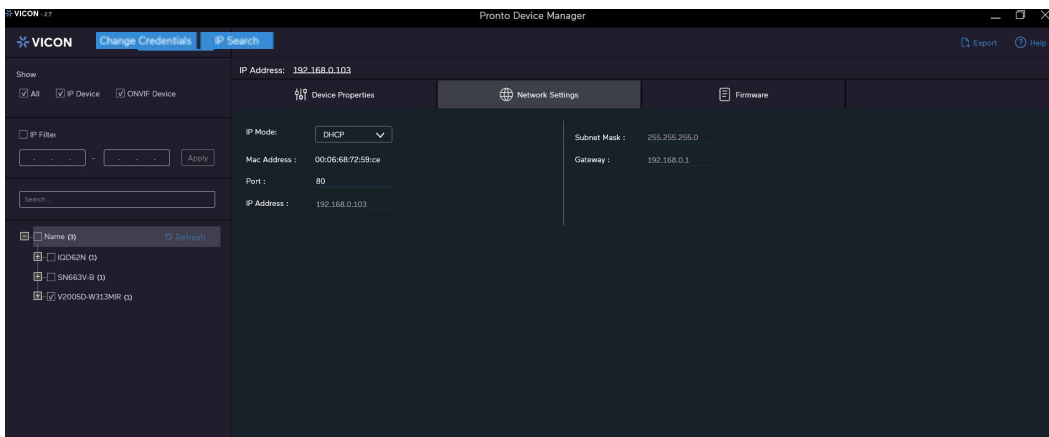 VICON - 2.7
Pronto Device Manager
VICON
Change Credentials
IP Search
Export
Help
Show
All
IP Device
ONVIF Device
IP Filter
. . . - . . .
Apply
Search...
Name (3)
Refresh
IQD62N (1)
SN663V-B (1)
V2005D-W313MIR (1)
IP Address: 192.168.0.103
Device Properties
Network Settings
Firmware
IP Mode: DHCP
Mac Address : 00:06:68:72:59:ce
Port : 80
IP Address : 192.168.0.103
Subnet Mask : 255.255.255.0
Gateway : 192.168.0.1